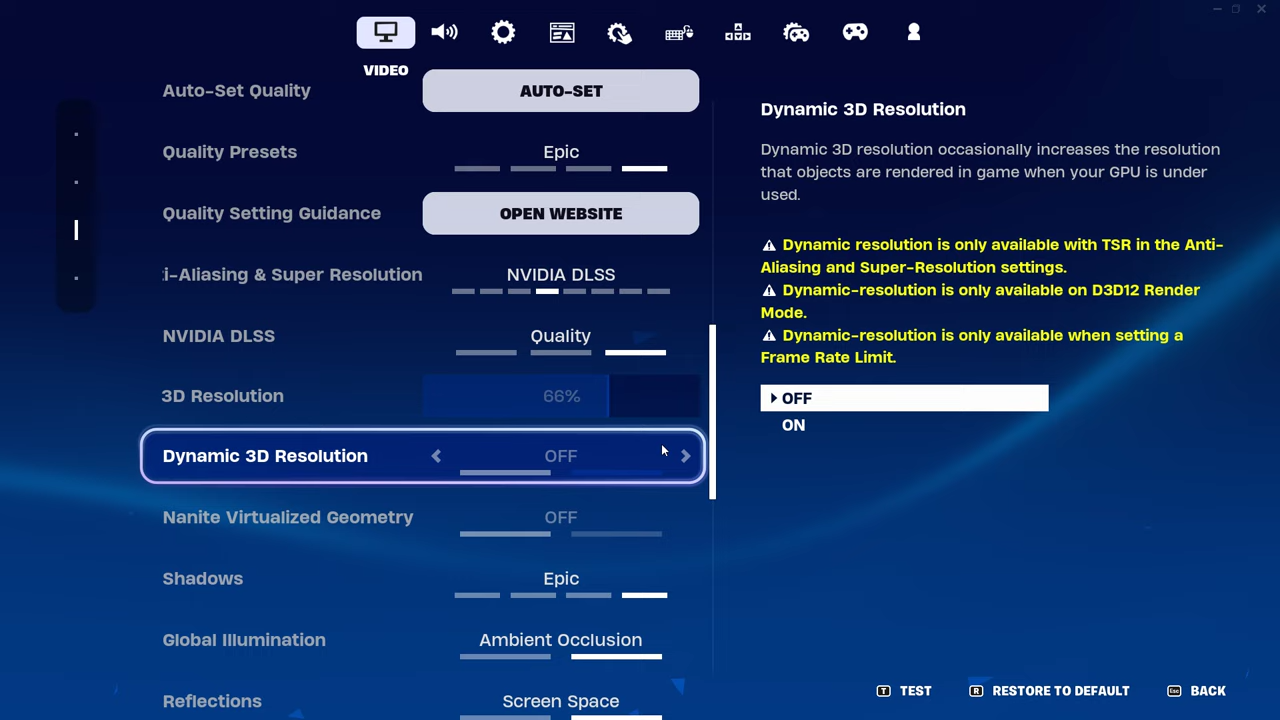 VIDEO
Auto-Set Quality AUTO-SET
Quality Presets Epic
Quality Setting Guidance OPEN WEBSITE
i-Aliasing & Super Resolution NVIDIA DLSS
NVIDIA DLSS Quality
3D Resolution 66%
Dynamic 3D Resolution OFF
Nanite Virtualized Geometry OFF
Shadows Epic
Global Illumination Ambient Occlusion
Reflections Screen Space
Dynamic 3D Resolution
Dynamic 3D resolution occasionally increases the resolution
that objects are rendered in game when your GPU is under
used.
Dynamic resolution is only available with TSR in the Anti-
Aliasing and Super-Resolution settings.
Dynamic-resolution is only available on D3D12 Render
Mode.
Dynamic-resolution is only available when setting a
Frame Rate Limit.
OFF
ON
T TEST R RESTORE TO DEFAULT Esc BACK